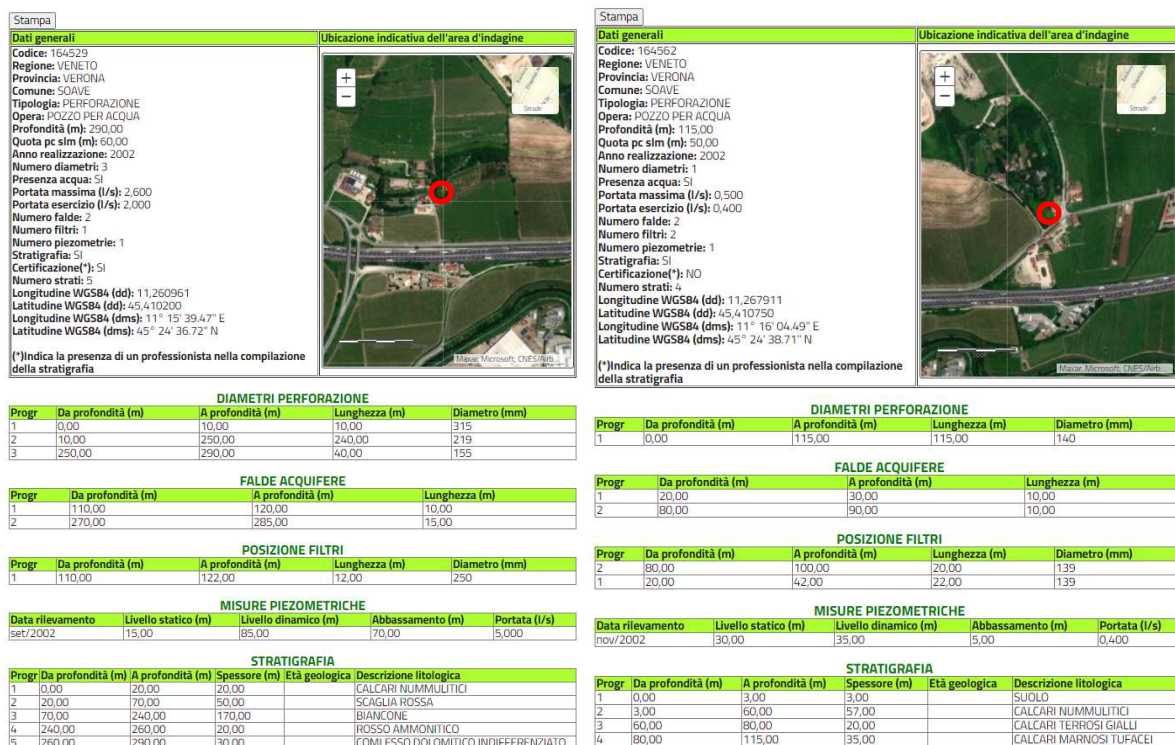 Stampa
Dati generali
Ubicazione indicativa dell'area d'indagine
Codice: 164529
Regione: VENETO
Provincia: VERONA
Comune: SOAVE
Tipologia: PERFORAZIONE
Opera: POZZO PER ACQUA
Profondità (m): 290,00
Quota pc slm (m): 60,00
Anno realizzazione: 2002
Numero diametri: 3
Presenza acqua: SI
Portata massima (l/s): 2,600
Portata esercizio (l/s): 2,000
Numero falde: 2
Numero filtri: 1
Numero piezometrie: 1
Stratigrafia: SI
Certificazione(*): SI
Numero strati: 5
Longitudine WGS84 (dd): 11,260961
Latitudine WGS84 (dd): 45,410200
Longitudine WGS84 (dms): 11° 15' 39.47" E
Latitudine WGS84 (dms): 45° 24' 36.72" N
(*)Indica la presenza di un professionista nella compilazione
della stratigrafia
+
−
Strade
Maxar, Microsoft, CNES/Airb...
DIAMETRI PERFORAZIONE
Progr Da profondità (m) A profondità (m) Lunghezza (m) Diametro (mm)
1 0,00 10,00 10,00 315
2 10,00 250,00 240,00 219
3 250,00 290,00 40,00 155
FALDE ACQUIFERE
Progr Da profondità (m) A profondità (m) Lunghezza (m)
1 110,00 120,00 10,00
2 270,00 285,00 15,00
POSIZIONE FILTRI
Progr Da profondità (m) A profondità (m) Lunghezza (m) Diametro (mm)
1 110,00 122,00 12,00 250
MISURE PIEZOMETRICHE
Data rilevamento Livello statico (m) Livello dinamico (m) Abbassamento (m) Portata (l/s)
set/2002 15,00 85,00 70,00 5,000
STRATIGRAFIA
Progr Da profondità (m) A profondità (m) Spessore (m) Età geologica Descrizione litologica
1 0,00 20,00 20,00 CALCARI NUMMULITICI
2 20,00 70,00 50,00 SCAGLIA ROSSA
3 70,00 240,00 170,00 BIANCONE
4 240,00 260,00 20,00 ROSSO AMMONITICO
5 260,00 290,00 30,00 COMLESSO DOLOMITICO INDIFFERENZIATO
Stampa
Dati generali
Ubicazione indicativa dell'area d'indagine
Codice: 164562
Regione: VENETO
Provincia: VERONA
Comune: SOAVE
Tipologia: PERFORAZIONE
Opera: POZZO PER ACQUA
Profondità (m): 115,00
Quota pc slm (m): 50,00
Anno realizzazione: 2002
Numero diametri: 1
Presenza acqua: SI
Portata massima (l/s): 0,500
Portata esercizio (l/s): 0,400
Numero falde: 2
Numero filtri: 2
Numero piezometrie: 1
Stratigrafia: SI
Certificazione(*): NO
Numero strati: 4
Longitudine WGS84 (dd): 11,267911
Latitudine WGS84 (dd): 45,410750
Longitudine WGS84 (dms): 11° 16' 04.49" E
Latitudine WGS84 (dms): 45° 24' 38.71" N
(*)Indica la presenza di un professionista nella compilazione
della stratigrafia
+
−
Strade
Maxar, Microsoft, CNES/Airb...
DIAMETRI PERFORAZIONE
Progr Da profondità (m) A profondità (m) Lunghezza (m) Diametro (mm)
1 0,00 115,00 115,00 140
FALDE ACQUIFERE
Progr Da profondità (m) A profondità (m) Lunghezza (m)
1 20,00 30,00 10,00
2 80,00 90,00 10,00
POSIZIONE FILTRI
Progr Da profondità (m) A profondità (m) Lunghezza (m) Diametro (mm)
2 80,00 100,00 20,00 139
1 20,00 42,00 22,00 139
MISURE PIEZOMETRICHE
Data rilevamento Livello statico (m) Livello dinamico (m) Abbassamento (m) Portata (l/s)
nov/2002 30,00 35,00 5,00 0,400
STRATIGRAFIA
Progr Da profondità (m) A profondità (m) Spessore (m) Età geologica Descrizione litologica
1 0,00 3,00 3,00 SUOLO
2 3,00 60,00 57,00 CALCARI NUMMULITICI
3 60,00 80,00 20,00 CALCARI TERROSI GIALLI
4 80,00 115,00 35,00 CALCARI MARNOSI TUFACEI